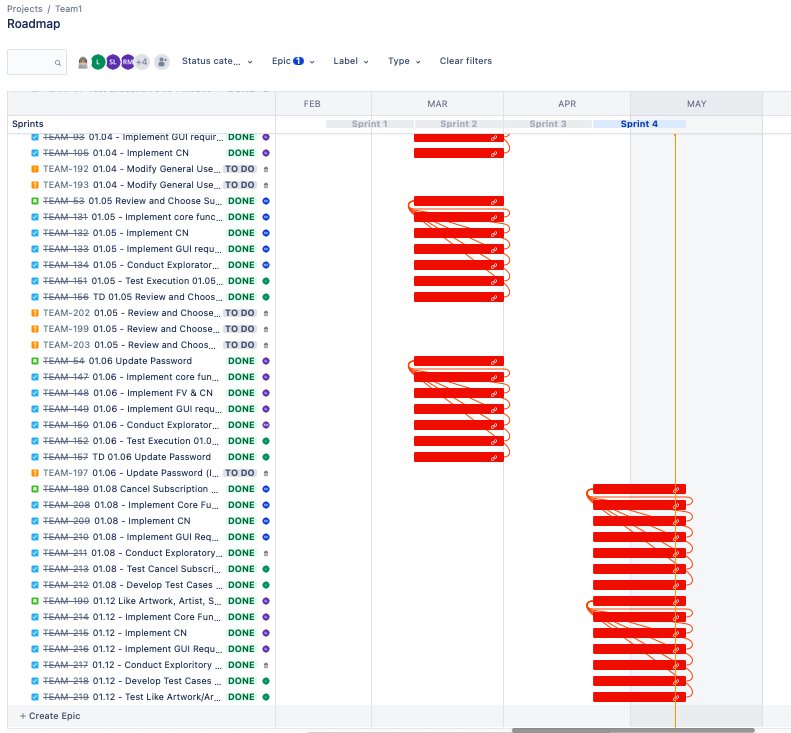 Projects / Team1
Roadmap
L SL RM +4 Status cate... Epic 1 Label Type Clear filters
FEB MAR APR MAY
Sprints Sprint 1 Sprint 2 Sprint 3 Sprint 4
TEAM-93 01.04 - Implement GUI requir... DONE
TEAM-105 01.04 - Implement CN DONE
TEAM-192 01.04 - Modify General Use... TO DO
TEAM-193 01.04 - Modify General Use... TO DO
TEAM-53 01.05 Review and Choose Su... DONE
TEAM-131 01.05 - Implement core func... DONE
TEAM-132 01.05 - Implement CN DONE
TEAM-133 01.05 - Implement GUI requ... DONE
TEAM-134 01.05 - Conduct Explorator... DONE
TEAM-151 01.05 - Test Execution 01.05... DONE
TEAM-156 TD 01.05 Review and Choos... DONE
TEAM-202 01.05 - Review and Choose... TO DO
TEAM-199 01.05 - Review and Choose... TO DO
TEAM-203 01.05 - Review and Choos... TO DO
TEAM-54 01.06 Update Password DONE
TEAM-147 01.06 - Implement core fun... DONE
TEAM-148 01.06 - Implement FV & CN DONE
TEAM-149 01.06 - Implement GUI requ... DONE
TEAM-150 01.06 - Conduct Explorator... DONE
TEAM-152 01.06 - Test Execution 01.0... DONE
TEAM-157 TD 01.06 Update Password DONE
TEAM-197 01.06 - Update Password (I... TO DO
TEAM-189 01.08 Cancel Subscription ... DONE
TEAM-208 01.08 - Implement Core Fu... DONE
TEAM-209 01.08 - Implement CN DONE
TEAM-210 01.08 - Implement GUI Req... DONE
TEAM-211 01.08 - Conduct Exploratory... DONE
TEAM-213 01.08 - Test Cancel Subscri... DONE
TEAM-212 01.08 - Develop Test Cases ... DONE
TEAM-190 01.12 Like Artwork, Artist, S... DONE
TEAM-214 01.12 - Implement Core Fun... DONE
TEAM-215 01.12 - Implement CN DONE
TEAM-216 01.12 - Implement GUI Requ... DONE
TEAM-217 01.12 - Conduct Exploritory ... DONE
TEAM-218 01.12 - Develop Test Cases ... DONE
TEAM-219 01.12 - Test Like Artwork/Ar... DONE
+ Create Epic